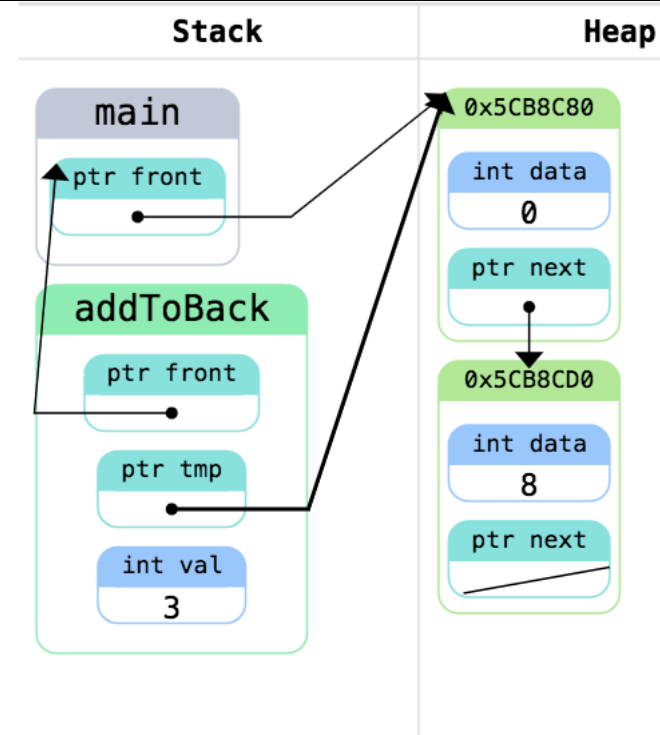 Stack
Heap
main
ptr front
addToBack
ptr front
ptr tmp
int val
3
0x5CB8C80
int data
0
ptr next
0x5CB8CD0
int data
8
ptr next